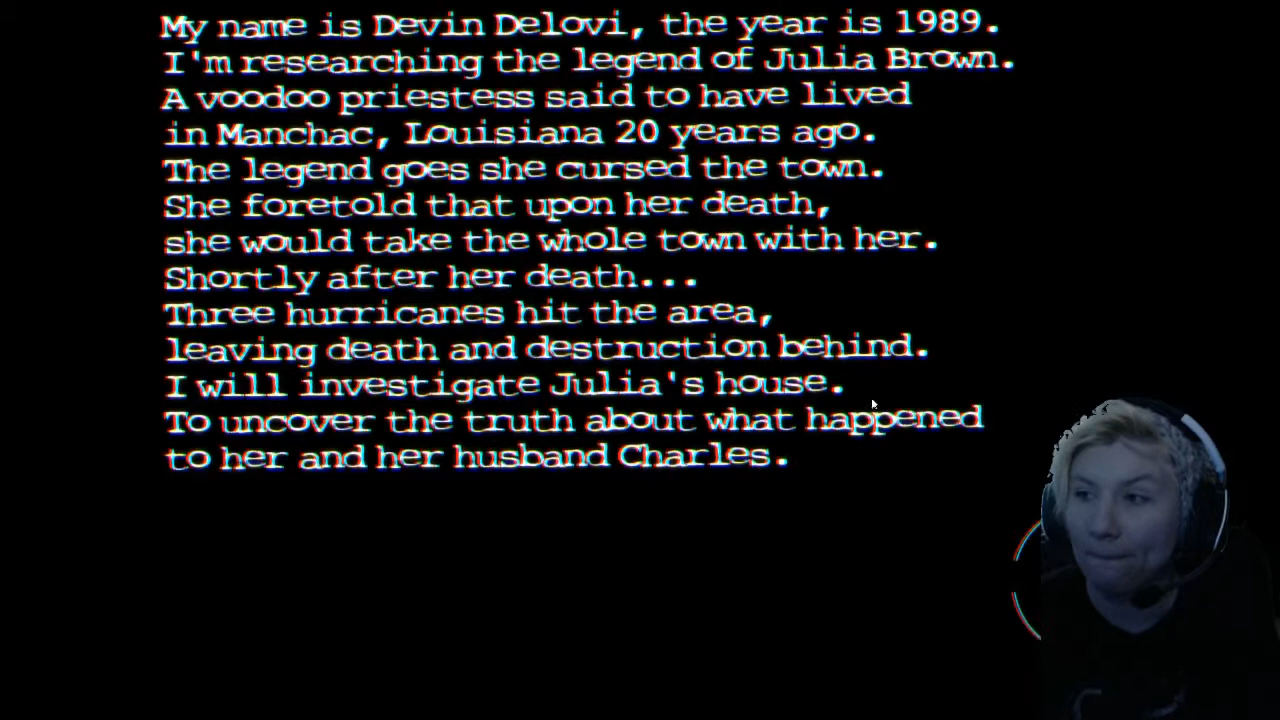 My name is Devin Delovi, the year is 1989.
I'm researching the legend of Julia Brown.
A voodoo priestess said to have lived
in Manchac, Louisiana 20 years ago.
The legend goes she cursed the town.
She foretold that upon her death,
she would take the whole town with her.
Shortly after her death...
Three hurricanes hit the area,
leaving death and destruction behind.
I will investigate Julia's house.
To uncover the truth about what happened
to her and her husband Charles.